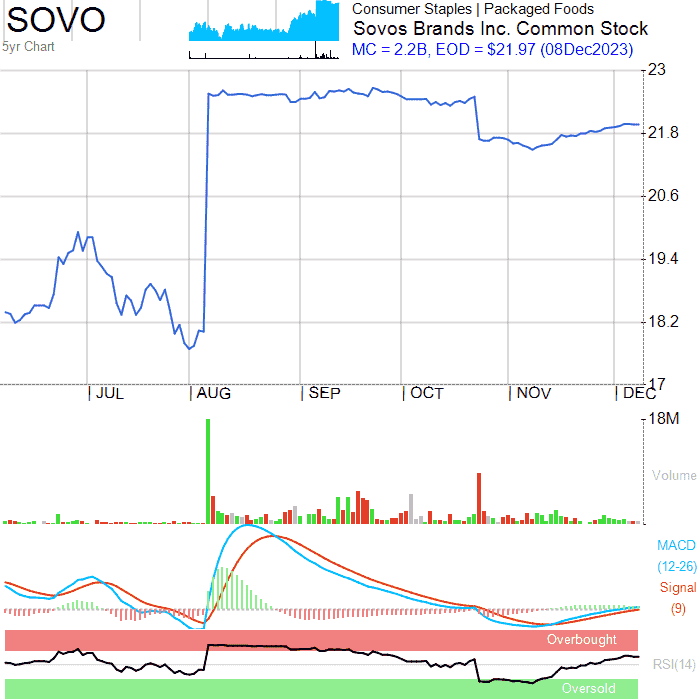 SOVO
5yr Chart
Consumer Staples | Packaged Foods
Sovos Brands Inc. Common Stock
MC = 2.2B, EOD = $21.97 (08Dec2023)
23
21.8
20.6
19.4
18.2
17
JUL AUG SEP OCT NOV DEC
18M
Volume
MACD
(12-26)
Signal
(9)
Overbought
RSI(14)
Oversold